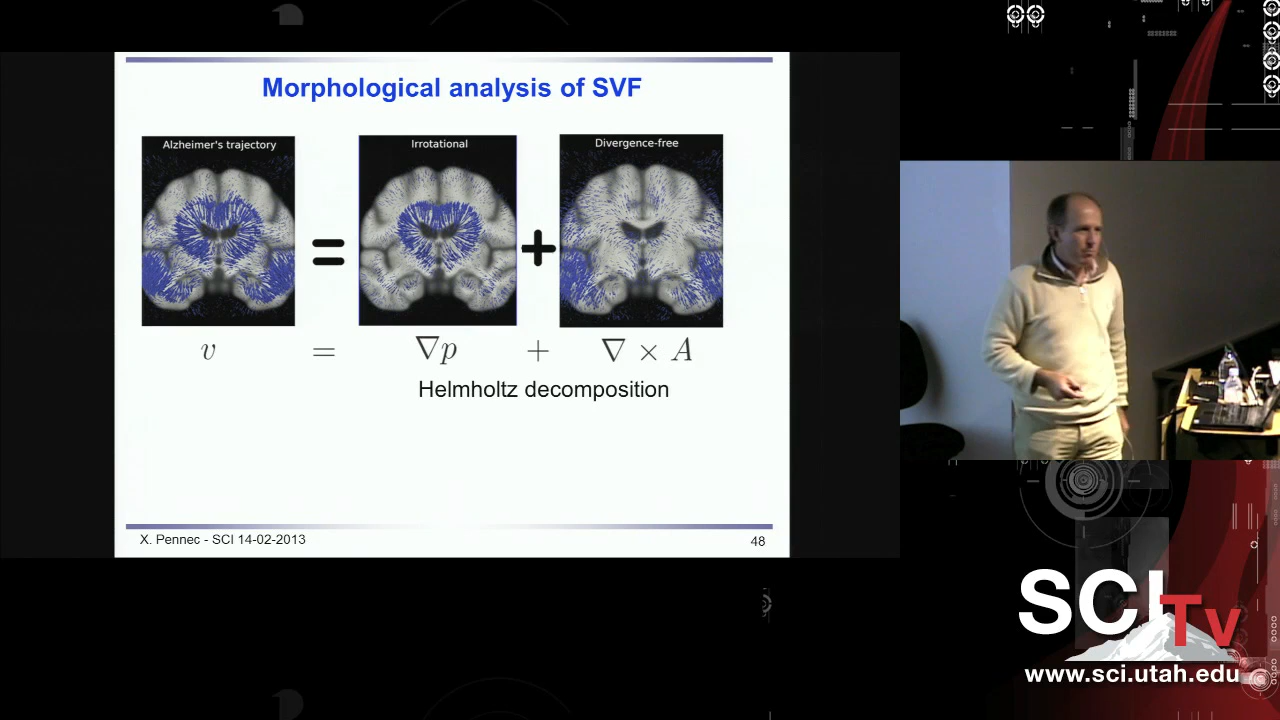 Morphological analysis of SVF
Alzheimer's trajectory
Irrotational
Divergence-free
=
+
v = ∇p + ∇ × A
Helmholtz decomposition
X. Pennec - SCI 14-02-2013
48
SCI
Tv
www.sci.utah.edu